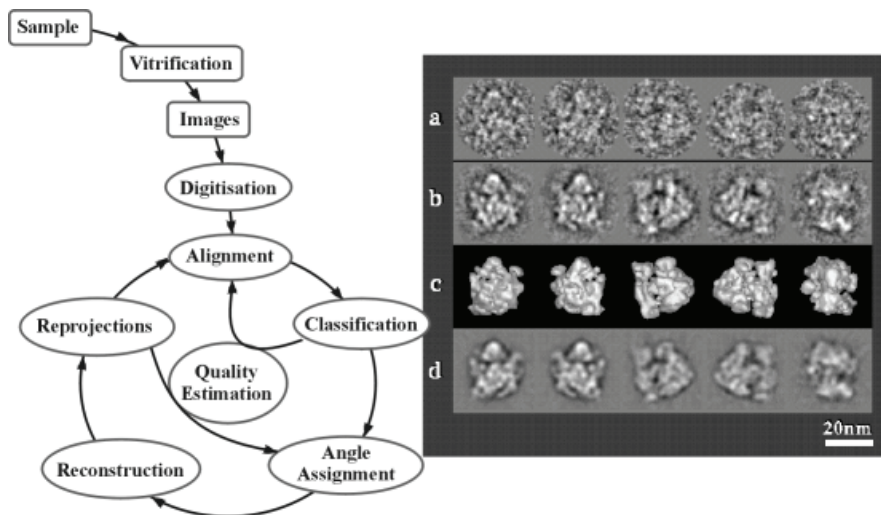 Sample
Vitrification
Images
Digitisation
Alignment
Reprojections
Classification
Quality
Estimation
Reconstruction
Angle
Assignment
a
b
c
d
20nm